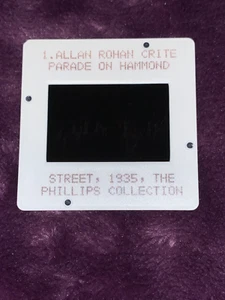 1.ALLAN ROHAN CRITE
PARADE ON HAMMOND
STREET, 1935, THE
PHILLIPS COLLECTION